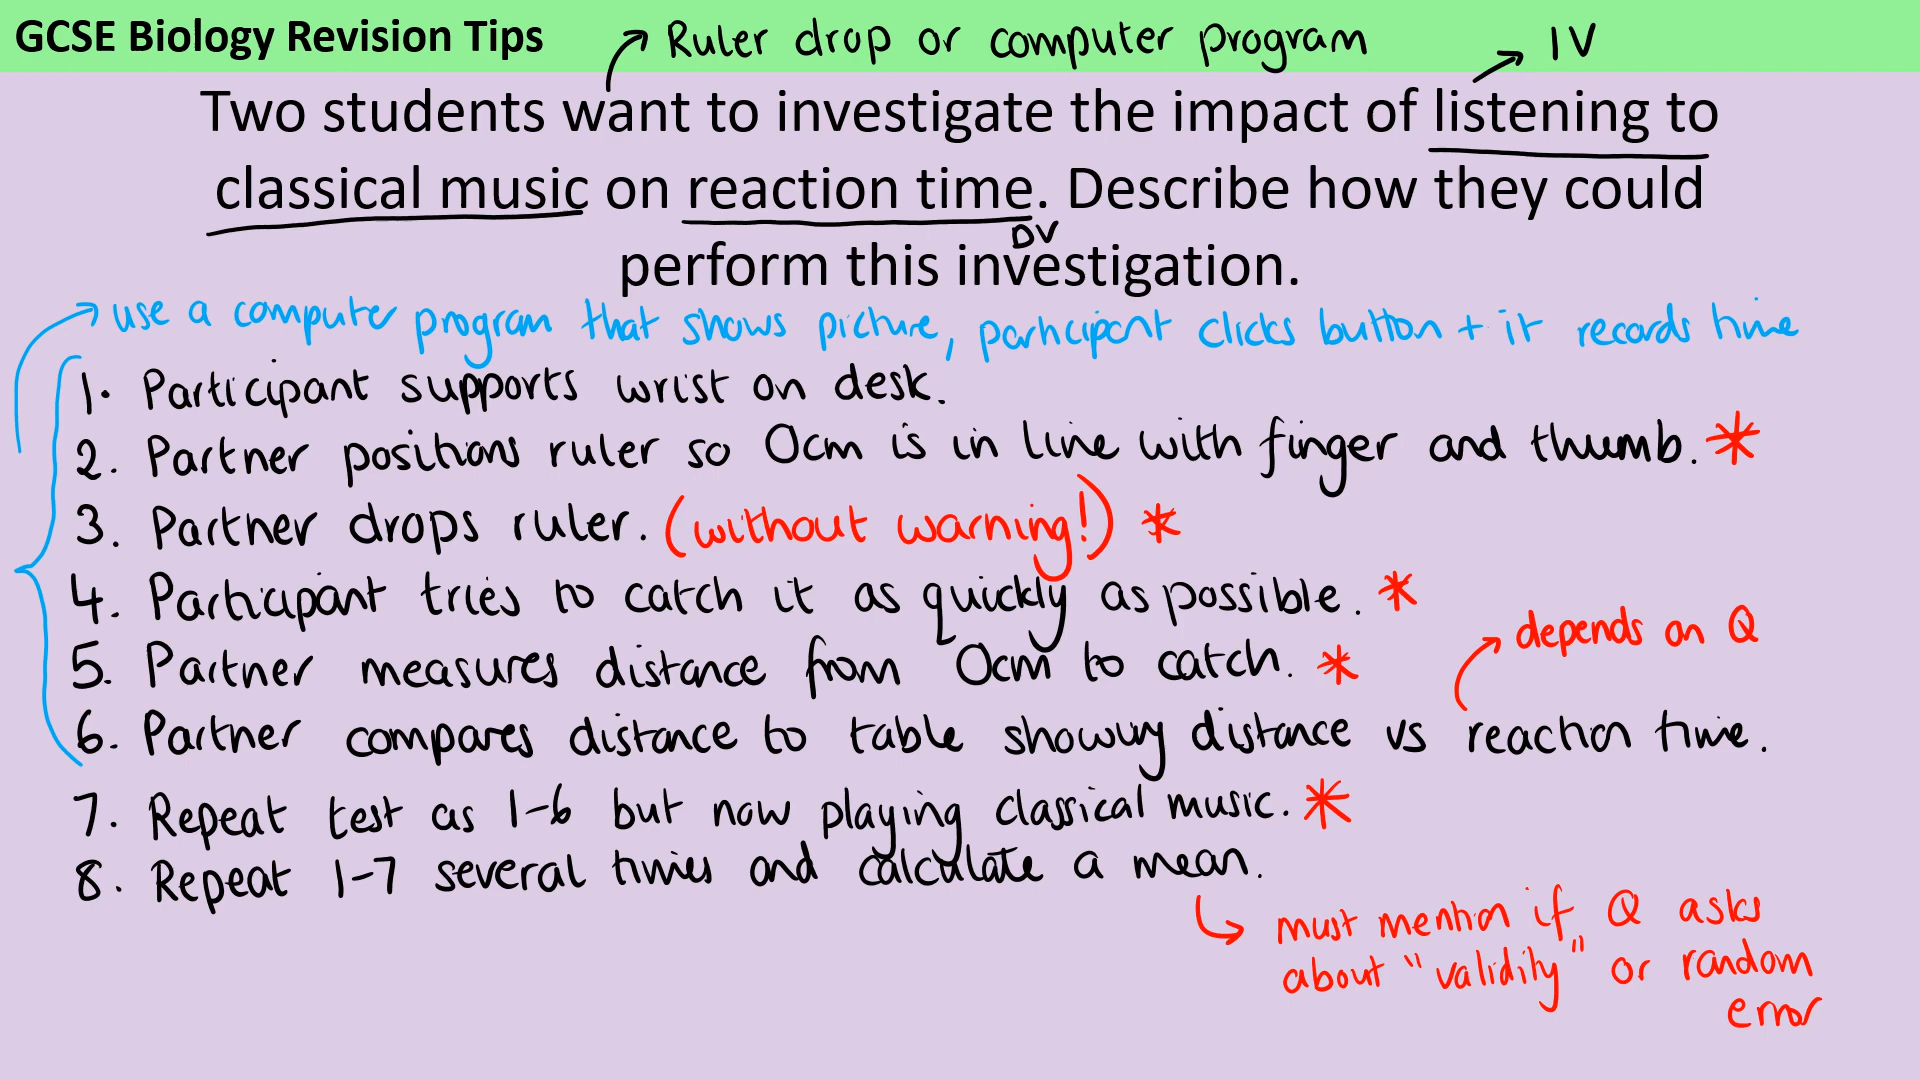 GCSE Biology Revision Tips
Ruler drop or computer program
IV
Two students want to investigate the impact of listening to
classical music on reaction time. Describe how they could
DV
perform this investigation.
use a computer program that shows picture, participant clicks button + it records time
1. Participant supports wrist on desk.
2. Partner positions ruler so 0cm is in line with finger and thumb. *
3. Partner drops ruler. (without warning!) *
4. Participant tries to catch it as quickly as possible. *
depends on Q
5. Partner measures distance from 0cm to catch. *
6. Partner compares distance to table showing distance vs reaction time.
7. Repeat test as 1-6 but now playing classical music. *
8. Repeat 1-7 several times and calculate a mean.
must mention if Q asks
about "validity" or random
error